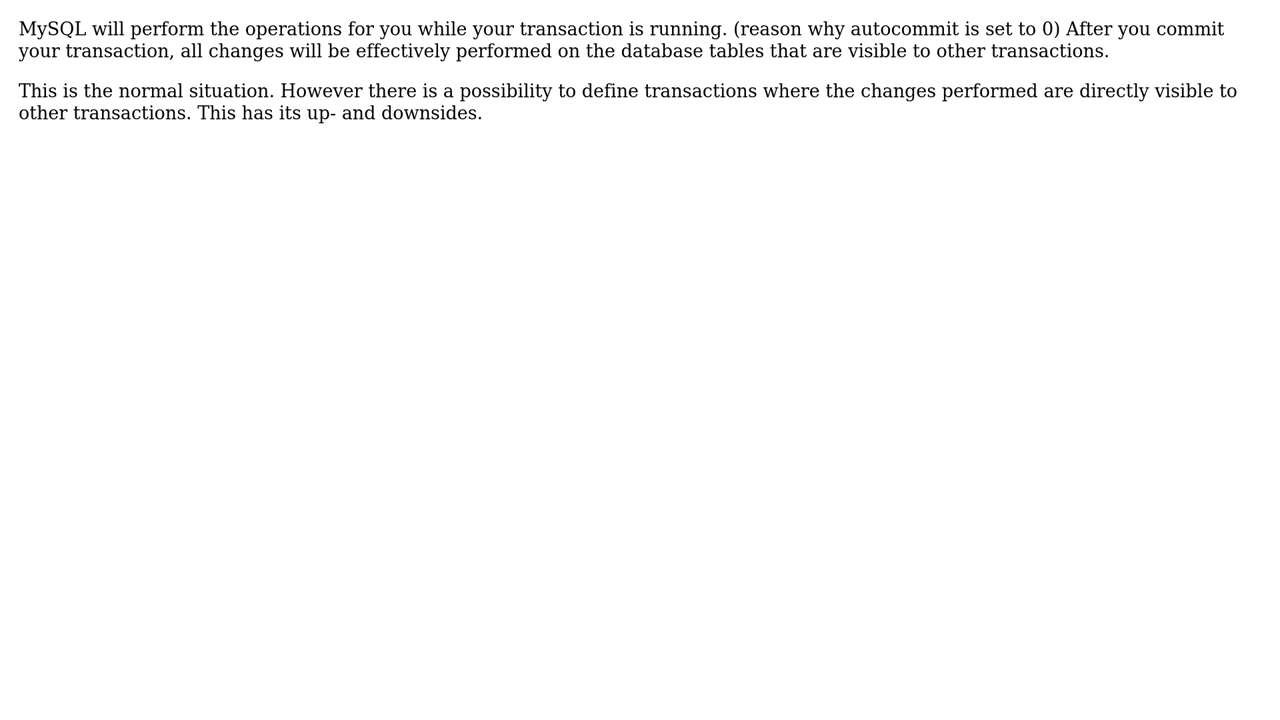 MySQL will perform the operations for you while your transaction is running. (reason why autocommit is set to 0) After you commit
your transaction, all changes will be effectively performed on the database tables that are visible to other transactions.
This is the normal situation. However there is a possibility to define transactions where the changes performed are directly visible to
other transactions. This has its up- and downsides.